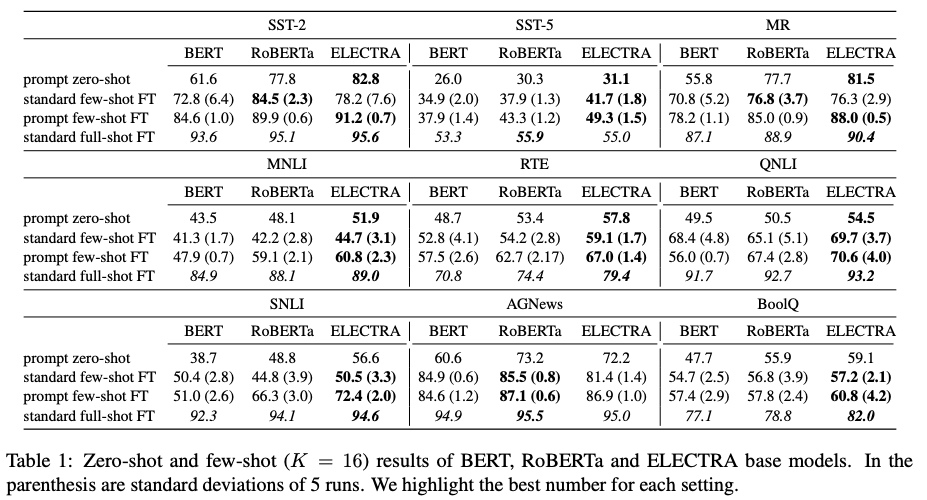 SST-2 SST-5 MR
BERT RoBERTa ELECTRA BERT RoBERTa ELECTRA BERT RoBERTa ELECTRA
prompt zero-shot 61.6 77.8 82.8 26.0 30.3 31.1 55.8 77.7 81.5
standard few-shot FT 72.8 (6.4) 84.5 (2.3) 78.2 (7.6) 34.9 (2.0) 37.9 (1.3) 41.7 (1.8) 70.8 (5.2) 76.8 (3.7) 76.3 (2.9)
prompt few-shot FT 84.6 (1.0) 89.9 (0.6) 91.2 (0.7) 37.9 (1.4) 43.3 (1.2) 49.3 (1.5) 78.2 (1.1) 85.0 (0.9) 88.0 (0.5)
standard full-shot FT 93.6 95.1 95.6 53.3 55.9 55.0 87.1 88.9 90.4
MNLI RTE QNLI
BERT RoBERTa ELECTRA BERT RoBERTa ELECTRA BERT RoBERTa ELECTRA
prompt zero-shot 43.5 48.1 51.9 48.7 53.4 57.8 49.5 50.5 54.5
standard few-shot FT 41.3 (1.7) 42.2 (2.8) 44.7 (3.1) 52.8 (4.1) 54.2 (2.8) 59.1 (1.7) 68.4 (4.8) 65.1 (5.1) 69.7 (3.7)
prompt few-shot FT 47.9 (0.7) 59.1 (2.1) 60.8 (2.3) 57.5 (2.6) 62.7 (2.17) 67.0 (1.4) 56.0 (0.7) 67.4 (2.8) 70.6 (4.0)
standard full-shot FT 84.9 88.1 89.0 70.8 74.4 79.4 91.7 92.7 93.2
SNLI AGNews BoolQ
BERT RoBERTa ELECTRA BERT RoBERTa ELECTRA BERT RoBERTa ELECTRA
prompt zero-shot 38.7 48.8 56.6 60.6 73.2 72.2 47.7 55.9 59.1
standard few-shot FT 50.4 (2.8) 44.8 (3.9) 50.5 (3.3) 84.9 (0.6) 85.5 (0.8) 81.4 (1.4) 54.7 (2.5) 56.8 (3.9) 57.2 (2.1)
prompt few-shot FT 51.0 (2.6) 66.3 (3.0) 72.4 (2.0) 84.6 (1.2) 87.1 (0.6) 86.9 (1.0) 57.4 (2.9) 57.8 (2.4) 60.8 (4.2)
standard full-shot FT 92.3 94.1 94.6 94.9 95.5 95.0 77.1 78.8 82.0
Table 1: Zero-shot and few-shot (K = 16) results of BERT, RoBERTa and ELECTRA base models. In the
parenthesis are standard deviations of 5 runs. We highlight the best number for each setting.